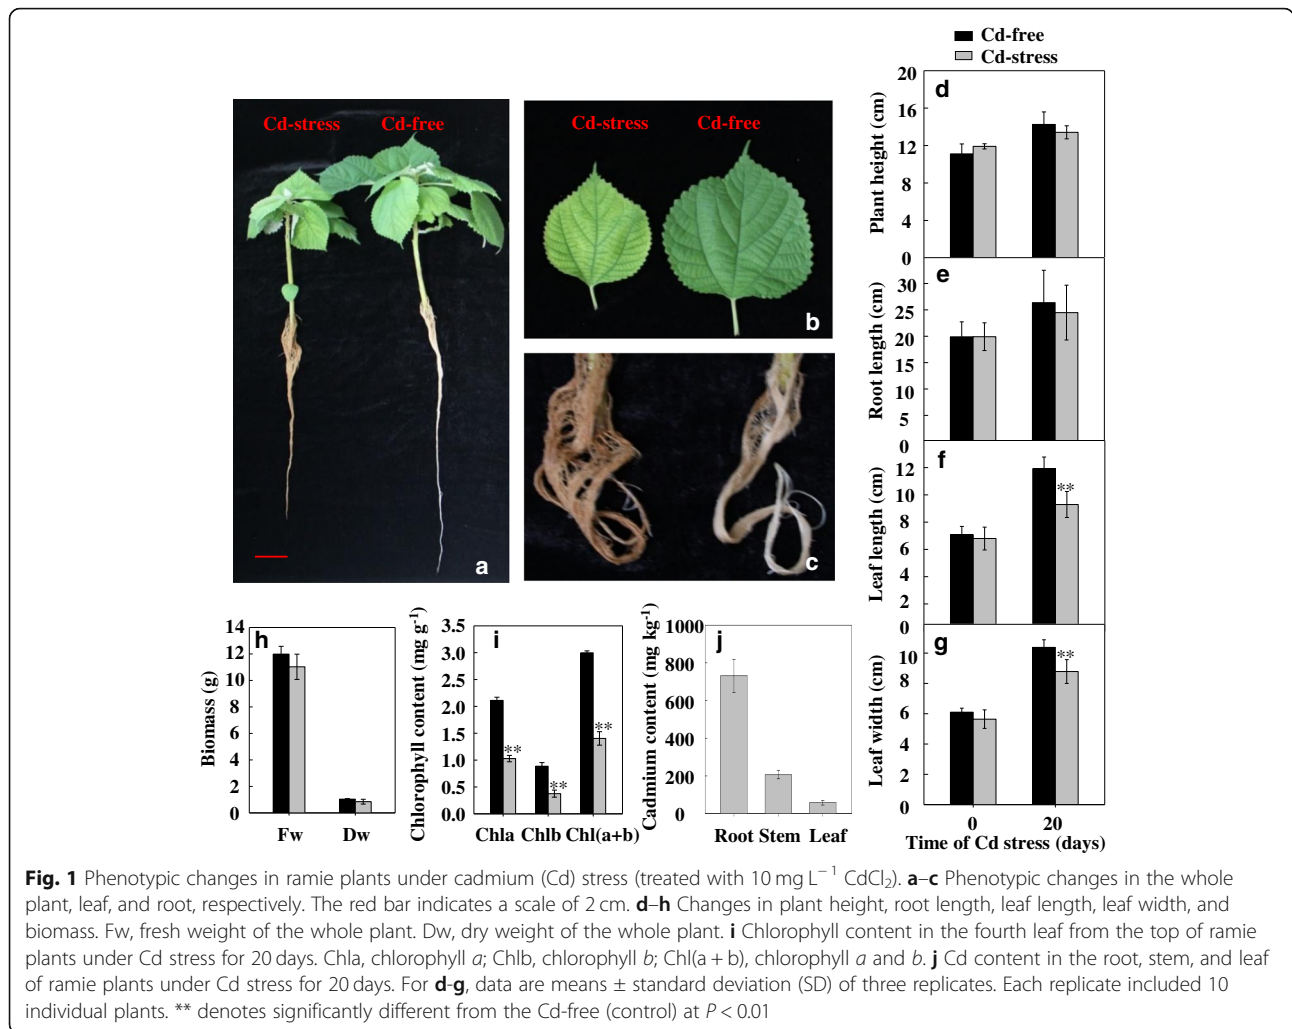 Cd-free
Cd-stress
Cd-stress Cd-free
a
Cd-stress Cd-free
b
c
d
Plant height (cm)
20
16
12
8
4
0
e
Root length (cm)
30
25
20
15
10
5
0
f
Leaf length (cm)
12
10
8
6
4
2
0
**
g
Leaf width (cm)
10
8
6
4
2
0
**
0 20
Time of Cd stress (days)
h
Biomass (g)
14
12
10
8
6
4
2
0
Fw Dw
i
Chlorophyll content (mg g⁻¹)
3.5
3.0
2.5
2.0
1.5
1.0
0.5
0.0
** ** **
Chla Chlb Chl(a+b)
j
Cadmium content (mg kg⁻¹)
1000
800
600
400
200
0
Root Stem Leaf
Fig. 1 Phenotypic changes in ramie plants under cadmium (Cd) stress (treated with 10 mg L⁻¹ CdCl₂). a–c Phenotypic changes in the whole
plant, leaf, and root, respectively. The red bar indicates a scale of 2 cm. d–h Changes in plant height, root length, leaf length, leaf width, and
biomass. Fw, fresh weight of the whole plant. Dw, dry weight of the whole plant. i Chlorophyll content in the fourth leaf from the top of ramie
plants under Cd stress for 20 days. Chla, chlorophyll a; Chlb, chlorophyll b; Chl(a + b), chlorophyll a and b. j Cd content in the root, stem, and leaf
of ramie plants under Cd stress for 20 days. For d-g, data are means ± standard deviation (SD) of three replicates. Each replicate included 10
individual plants. ** denotes significantly different from the Cd-free (control) at P < 0.01